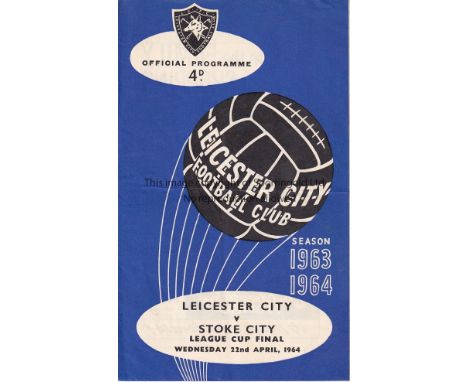 OFFICIAL PROGRAMME
4D.
LEICESTER CITY
FOOTBALL CLUB
SEASON
1963
1964
LEICESTER CITY
v
STOKE CITY
LEAGUE CUP FINAL
WEDNESDAY 22nd APRIL, 1964